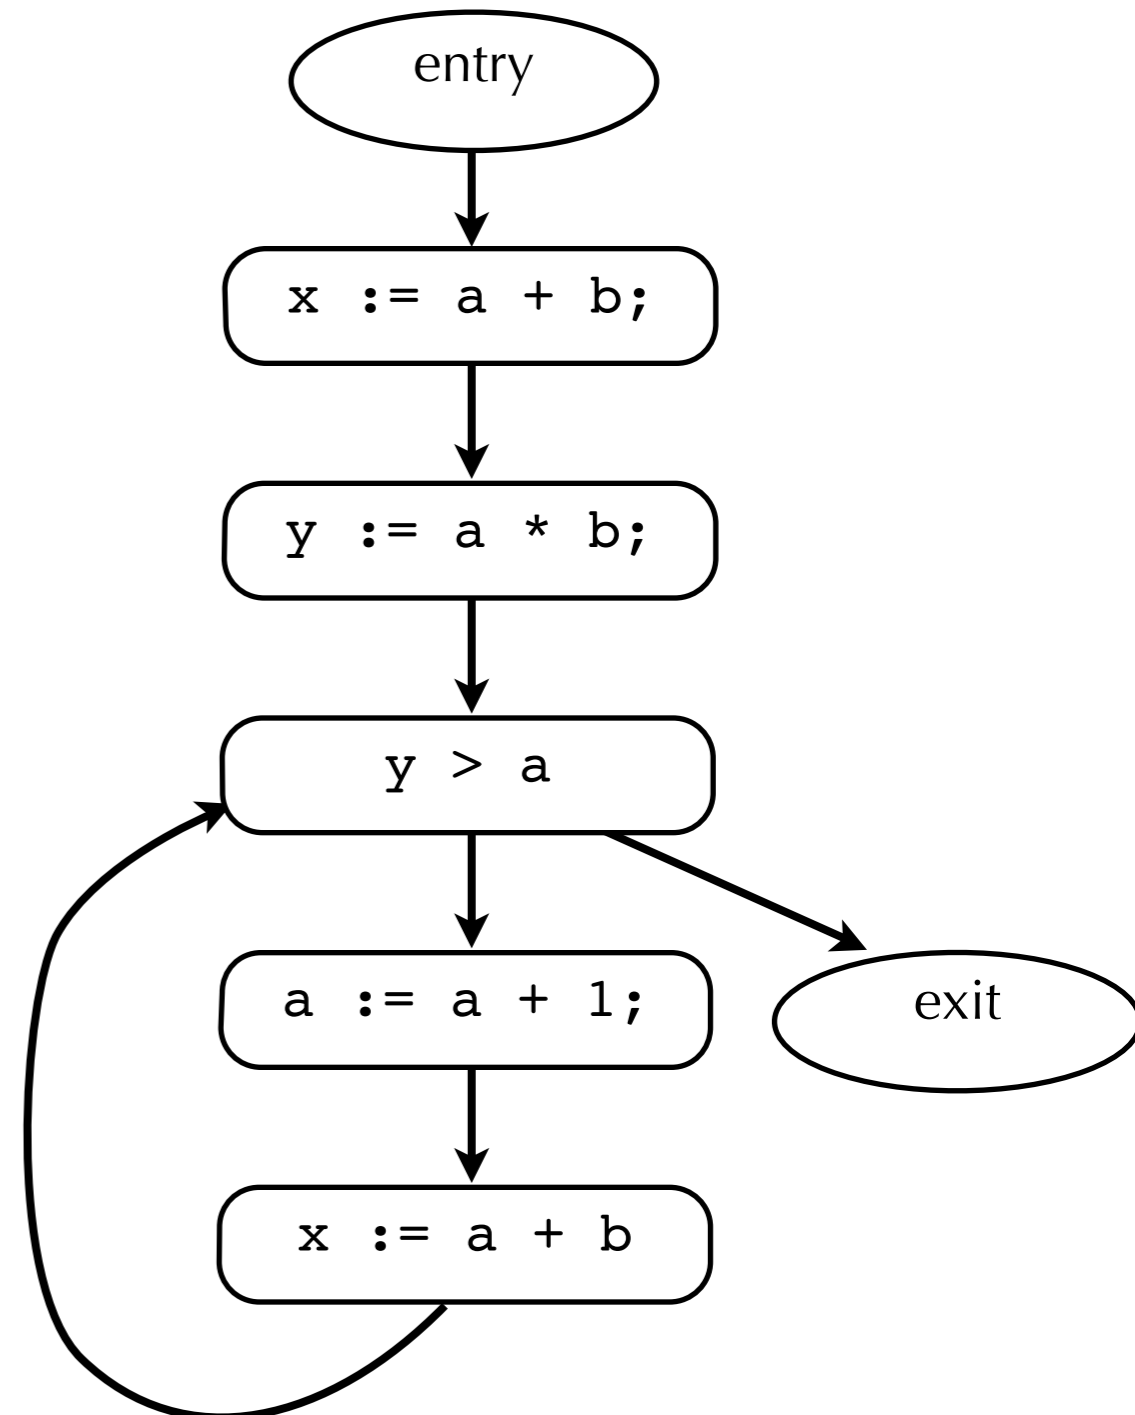 entry
x := a + b;
y := a * b;
y > a
a := a + 1;
exit
x := a + b